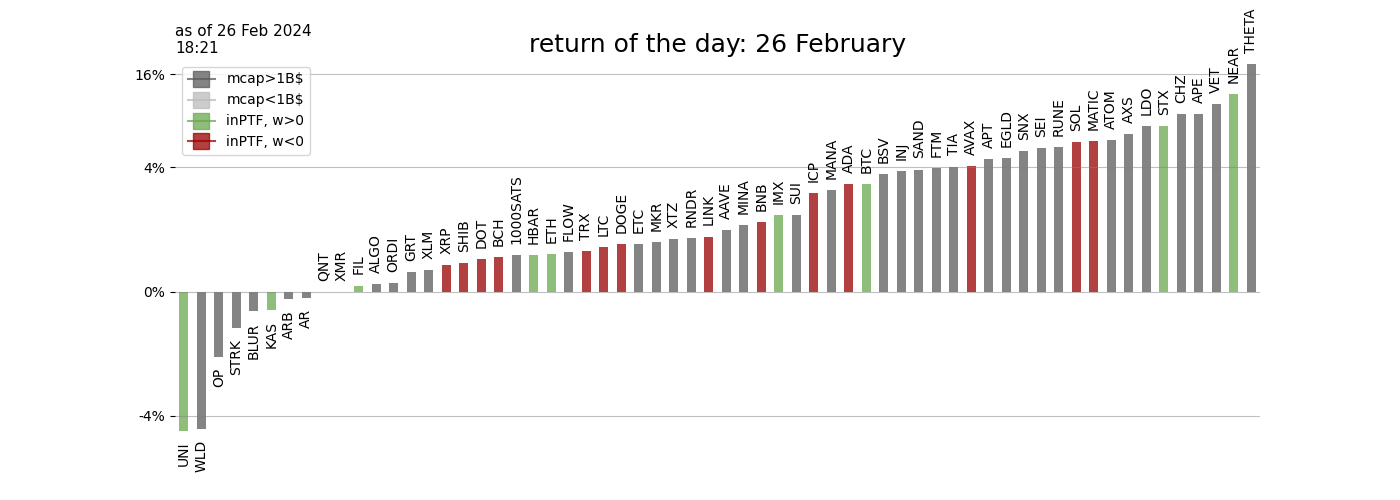 as of 26 Feb 2024
18:21
return of the day: 26 February
mcap>1B$
mcap<1B$
inPTF, w>0
inPTF, w<0
16%
4%
0%
-4%
UNI
WLD
OP
STRK
BLUR
KAS
ARB
AR
QNT
XMR
FIL
ALGO
ORDI
GRT
XLM
XRP
SHIB
DOT
BCH
1000SATS
HBAR
ETH
FLOW
TRX
LTC
DOGE
ETC
MKR
XTZ
RNDR
LINK
AAVE
MINA
BNB
IMX
SUI
ICP
MANA
ADA
BTC
BSV
INJ
SAND
FTM
TIA
AVAX
APT
EGLD
SNX
SEI
RUNE
SOL
MATIC
ATOM
AXS
LDO
STX
CHZ
APE
VET
NEAR
THETA